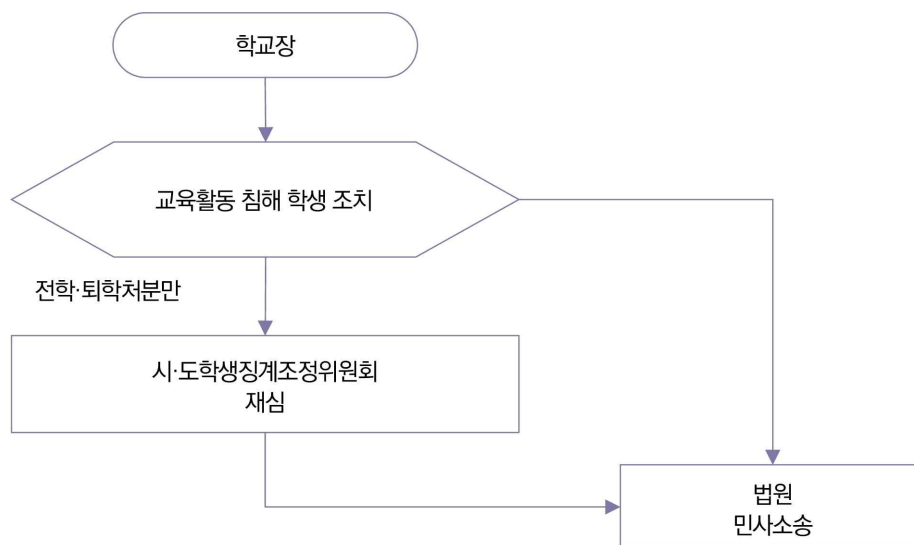 학교장
교육활동 침해 학생 조치
전학·퇴학처분만
시·도학생징계조정위원회
재심
법원
민사소송